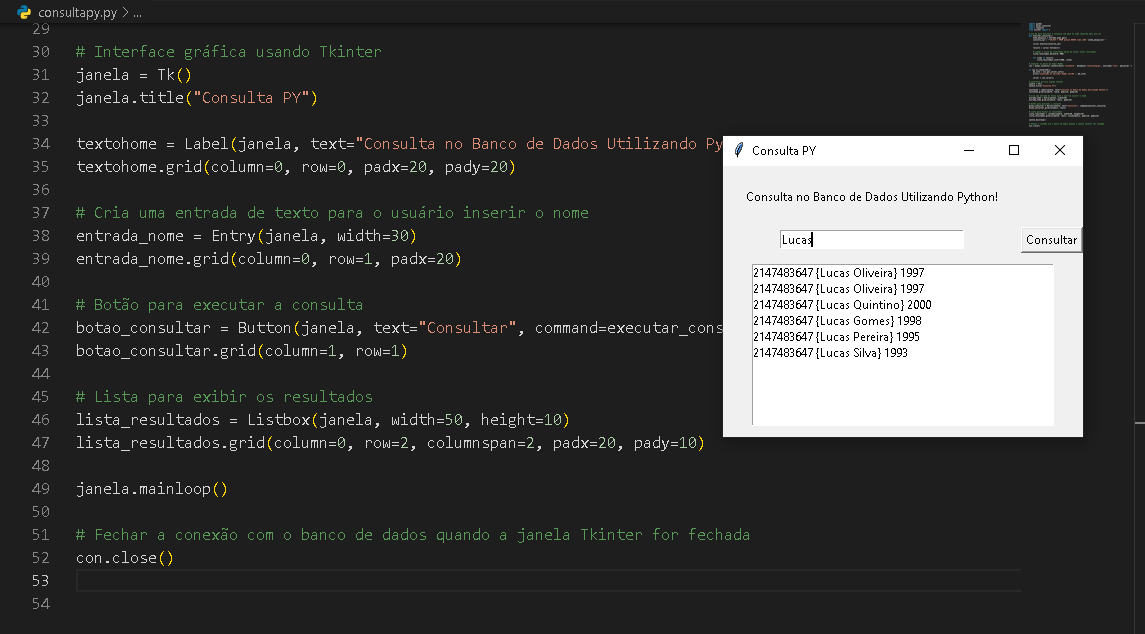 consultapy.py > ...
29
30 # Interface gráfica usando Tkinter
31 janela = Tk()
32 janela.title("Consulta PY")
33
34 textohome = Label(janela, text="Consulta no Banco de Dados Utilizando Py
35 textohome.grid(column=0, row=0, padx=20, pady=20)
36
37 # Cria uma entrada de texto para o usuário inserir o nome
38 entrada_nome = Entry(janela, width=30)
39 entrada_nome.grid(column=0, row=1, padx=20)
40
41 # Botão para executar a consulta
42 botao_consultar = Button(janela, text="Consultar", command=executar_cons
43 botao_consultar.grid(column=1, row=1)
44
45 # Lista para exibir os resultados
46 lista_resultados = Listbox(janela, width=50, height=10)
47 lista_resultados.grid(column=0, row=2, columnspan=2, padx=20, pady=10)
48
49 janela.mainloop()
50
51 # Fechar a conexão com o banco de dados quando a janela Tkinter for fechada
52 con.close()
53
54
Consulta PY
Consulta no Banco de Dados Utilizando Python!
Lucas
Consultar
2147483647 {Lucas Oliveira} 1997
2147483647 {Lucas Oliveira} 1997
2147483647 {Lucas Quintino} 2000
2147483647 {Lucas Gomes} 1998
2147483647 {Lucas Pereira} 1995
2147483647 {Lucas Silva} 1993